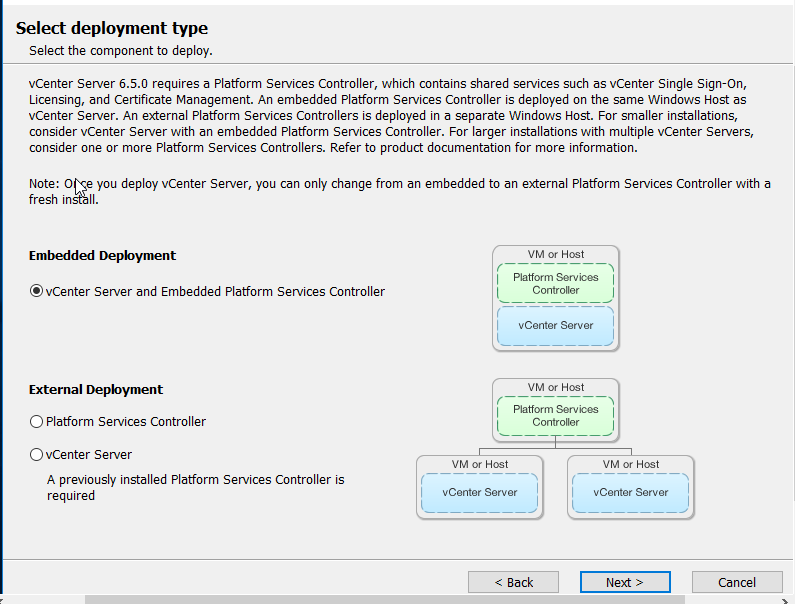 Select deployment type
Select the component to deploy.
vCenter Server 6.5.0 requires a Platform Services Controller, which contains shared services such as vCenter Single Sign-On,
Licensing, and Certificate Management. An embedded Platform Services Controller is deployed on the same Windows Host as
vCenter Server. An external Platform Services Controllers is deployed in a separate Windows Host. For smaller installations,
consider vCenter Server with an embedded Platform Services Controller. For larger installations with multiple vCenter Servers,
consider one or more Platform Services Controllers. Refer to product documentation for more information.
Note: Once you deploy vCenter Server, you can only change from an embedded to an external Platform Services Controller with a
fresh install.
Embedded Deployment
vCenter Server and Embedded Platform Services Controller
VM or Host
Platform Services
Controller
vCenter Server
External Deployment
Platform Services Controller
vCenter Server
A previously installed Platform Services Controller is
required
VM or Host
Platform Services
Controller
VM or Host
vCenter Server
VM or Host
vCenter Server
< Back
Next >
Cancel